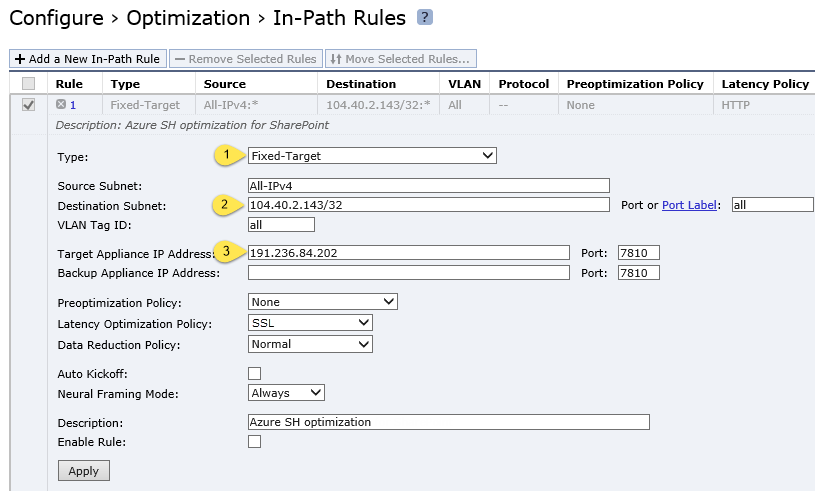 Configure › Optimization › In-Path Rules ?
+ Add a New In-Path Rule — Remove Selected Rules Move Selected Rules...
Rule Type Source Destination VLAN Protocol Preoptimization Policy Latency Policy
1 Fixed-Target All-IPv4:* 104.40.2.143/32:* All -- None HTTP
Description: Azure SH optimization for SharePoint
Type: 1 Fixed-Target
Source Subnet: All-IPv4
Destination Subnet: 2 104.40.2.143/32 Port or Port Label: all
VLAN Tag ID: all
Target Appliance IP Address: 3 191.236.84.202 Port: 7810
Backup Appliance IP Address: Port: 7810
Preoptimization Policy: None
Latency Optimization Policy: SSL
Data Reduction Policy: Normal
Auto Kickoff:
Neural Framing Mode: Always
Description: Azure SH optimization
Enable Rule:
Apply